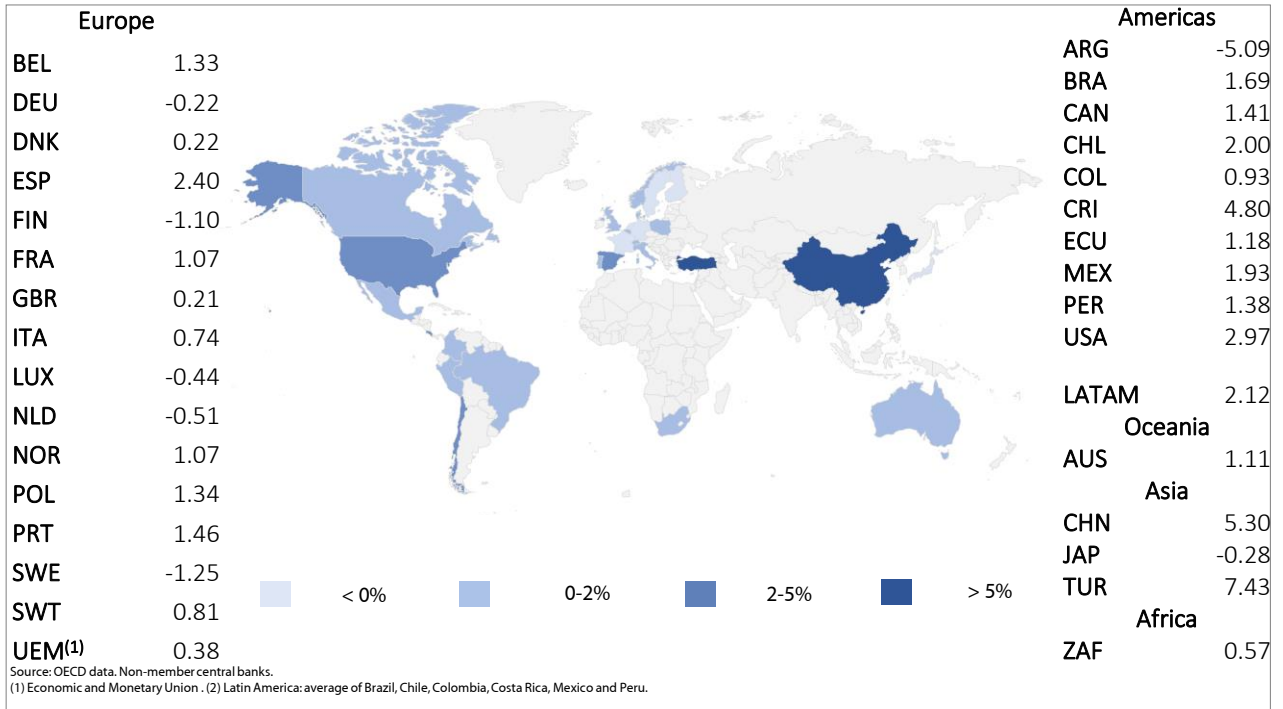 Europe
BEL 1.33
DEU -0.22
DNK 0.22
ESP 2.40
FIN -1.10
FRA 1.07
GBR 0.21
ITA 0.74
LUX -0.44
NLD -0.51
NOR 1.07
POL 1.34
PRT 1.46
SWE -1.25
SWT 0.81
UEM(1) 0.38
< 0% 0-2% 2-5% > 5%
Americas
ARG -5.09
BRA 1.69
CAN 1.41
CHL 2.00
COL 0.93
CRI 4.80
ECU 1.18
MEX 1.93
PER 1.38
USA 2.97
LATAM 2.12
Oceania
AUS 1.11
Asia
CHN 5.30
JAP -0.28
TUR 7.43
Africa
ZAF 0.57
Source: OECD data. Non-member central banks.
(1) Economic and Monetary Union . (2) Latin America: average of Brazil, Chile, Colombia, Costa Rica, Mexico and Peru.